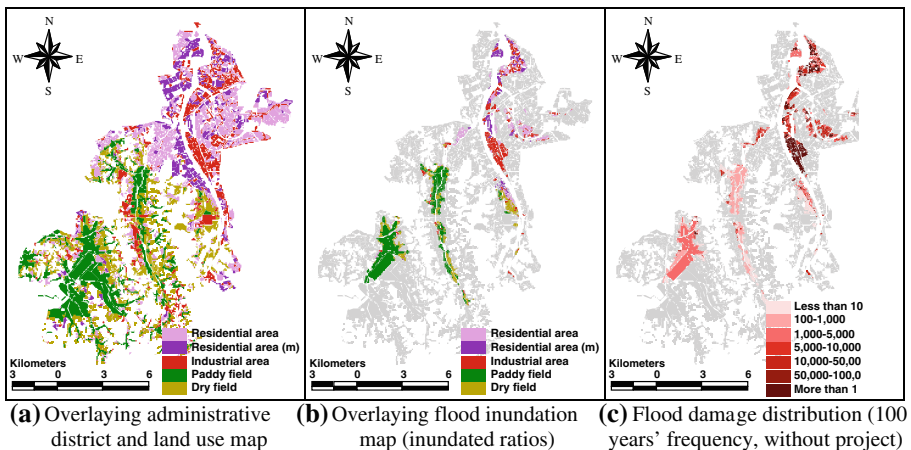 N
W E
S
Residential area
Residential area (m)
Industrial area
Paddy field
Dry field
Kilometers
3 0 3 6
N
W E
S
Residential area
Residential area (m)
Industrial area
Paddy field
Dry field
Kilometers
3 0 3 6
N
W E
S
Less than 10
100-1,000
1,000-5,000
5,000-10,000
10,000-50,00
50,000-100,0
More than 1
Kilometers
3 0 3 6
(a) Overlaying administrative
district and land use map
(b) Overlaying flood inundation
map (inundated ratios)
(c) Flood damage distribution (100
years' frequency, without project)